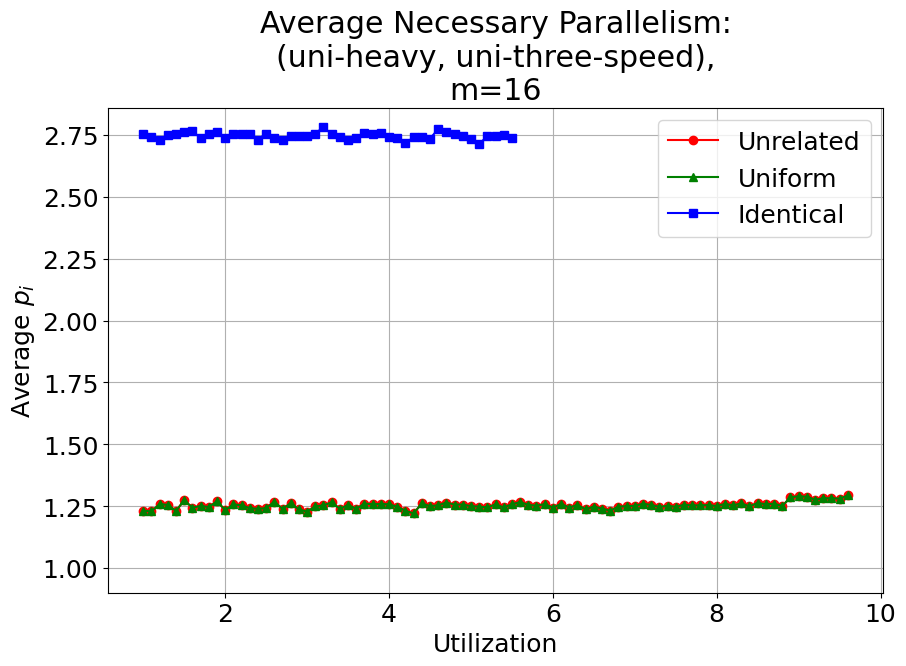 Average Necessary Parallelism:
(uni-heavy, uni-three-speed),
m=16
2.75
2.50
2.25
2.00
1.75
1.50
1.25
1.00
Average $p_i$
Unrelated
Uniform
Identical
2 4 6 8 10
Utilization